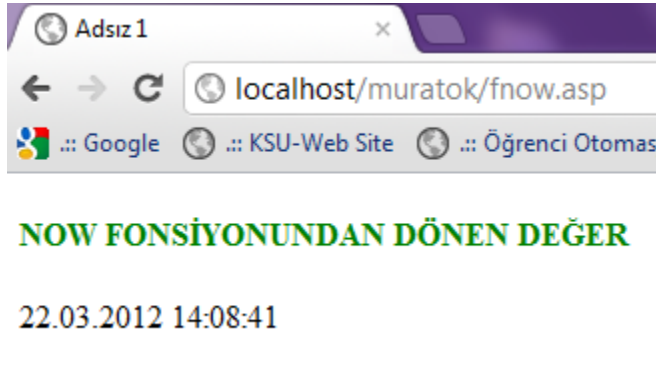 Adsız 1
localhost/muratok/fnow.asp
.:: Google .:: KSU-Web Site .:: Öğrenci Otomas
NOW FONSİYONUNDAN DÖNEN DEĞER
22.03.2012 14:08:41